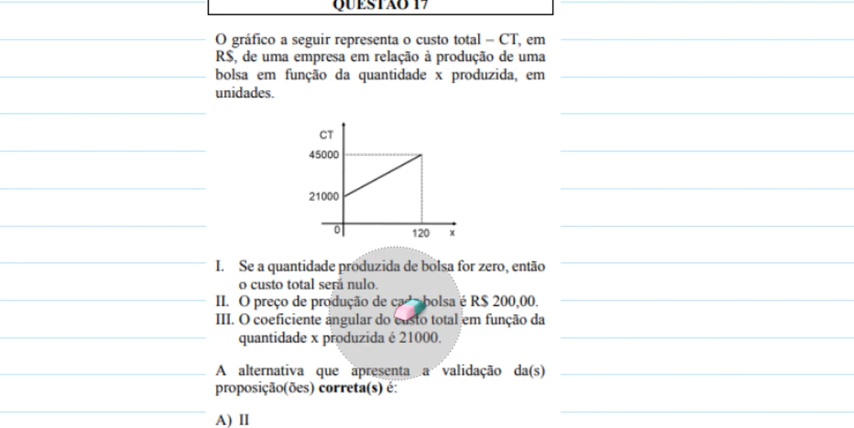 QUESTÃO 17
O gráfico a seguir representa o custo total – CT, em
R$, de uma empresa em relação à produção de uma
bolsa em função da quantidade x produzida, em
unidades.
CT
45000
21000
0
120
x
I. Se a quantidade produzida de bolsa for zero, então
o custo total será nulo.
II. O preço de produção de cada bolsa é R$ 200,00.
III. O coeficiente angular do custo total em função da
quantidade x produzida é 21000.
A alternativa que apresenta a validação da(s)
proposição(ões) correta(s) é:
A) II